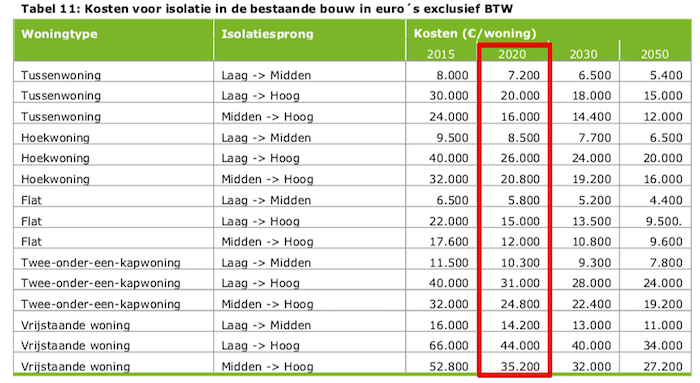 Tabel 11: Kosten voor isolatie in de bestaande bouw in euro´s exclusief BTW
Woningtype Isolatiesprong Kosten (€/woning)
2015 2020 2030 2050
Tussenwoning Laag -> Midden 8.000 7.200 6.500 5.400
Tussenwoning Laag -> Hoog 30.000 20.000 18.000 15.000
Tussenwoning Midden -> Hoog 24.000 16.000 14.400 12.000
Hoekwoning Laag -> Midden 9.500 8.500 7.700 6.500
Hoekwoning Laag -> Hoog 40.000 26.000 24.000 20.000
Hoekwoning Midden -> Hoog 32.000 20.800 19.200 16.000
Flat Laag -> Midden 6.500 5.800 5.200 4.400
Flat Laag -> Hoog 22.000 15.000 13.500 9.500.
Flat Midden -> Hoog 17.600 12.000 10.800 9.600
Twee-onder-een-kapwoning Laag -> Midden 11.500 10.300 9.300 7.800
Twee-onder-een-kapwoning Laag -> Hoog 40.000 31.000 28.000 24.000
Twee-onder-een-kapwoning Midden -> Hoog 32.000 24.800 22.400 19.200
Vrijstaande woning Laag -> Midden 16.000 14.200 13.000 11.000
Vrijstaande woning Laag -> Hoog 66.000 44.000 40.000 34.000
Vrijstaande woning Midden -> Hoog 52.800 35.200 32.000 27.200